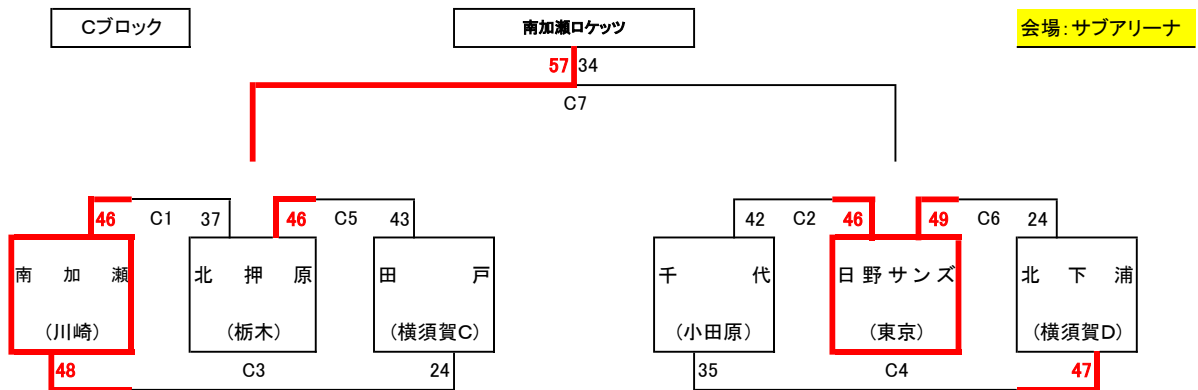 Cブロック
南加瀬ロケッツ
会場：サブアリーナ
57 34
C7
46 C1 37
46 C5 43
42 C2 46
49 C6 24
南加瀬
(川崎)
北押原
(栃木)
田戸
(横須賀C)
千代
(小田原)
日野サンズ
(東京)
北下浦
(横須賀D)
48 C3 24
35 C4 47